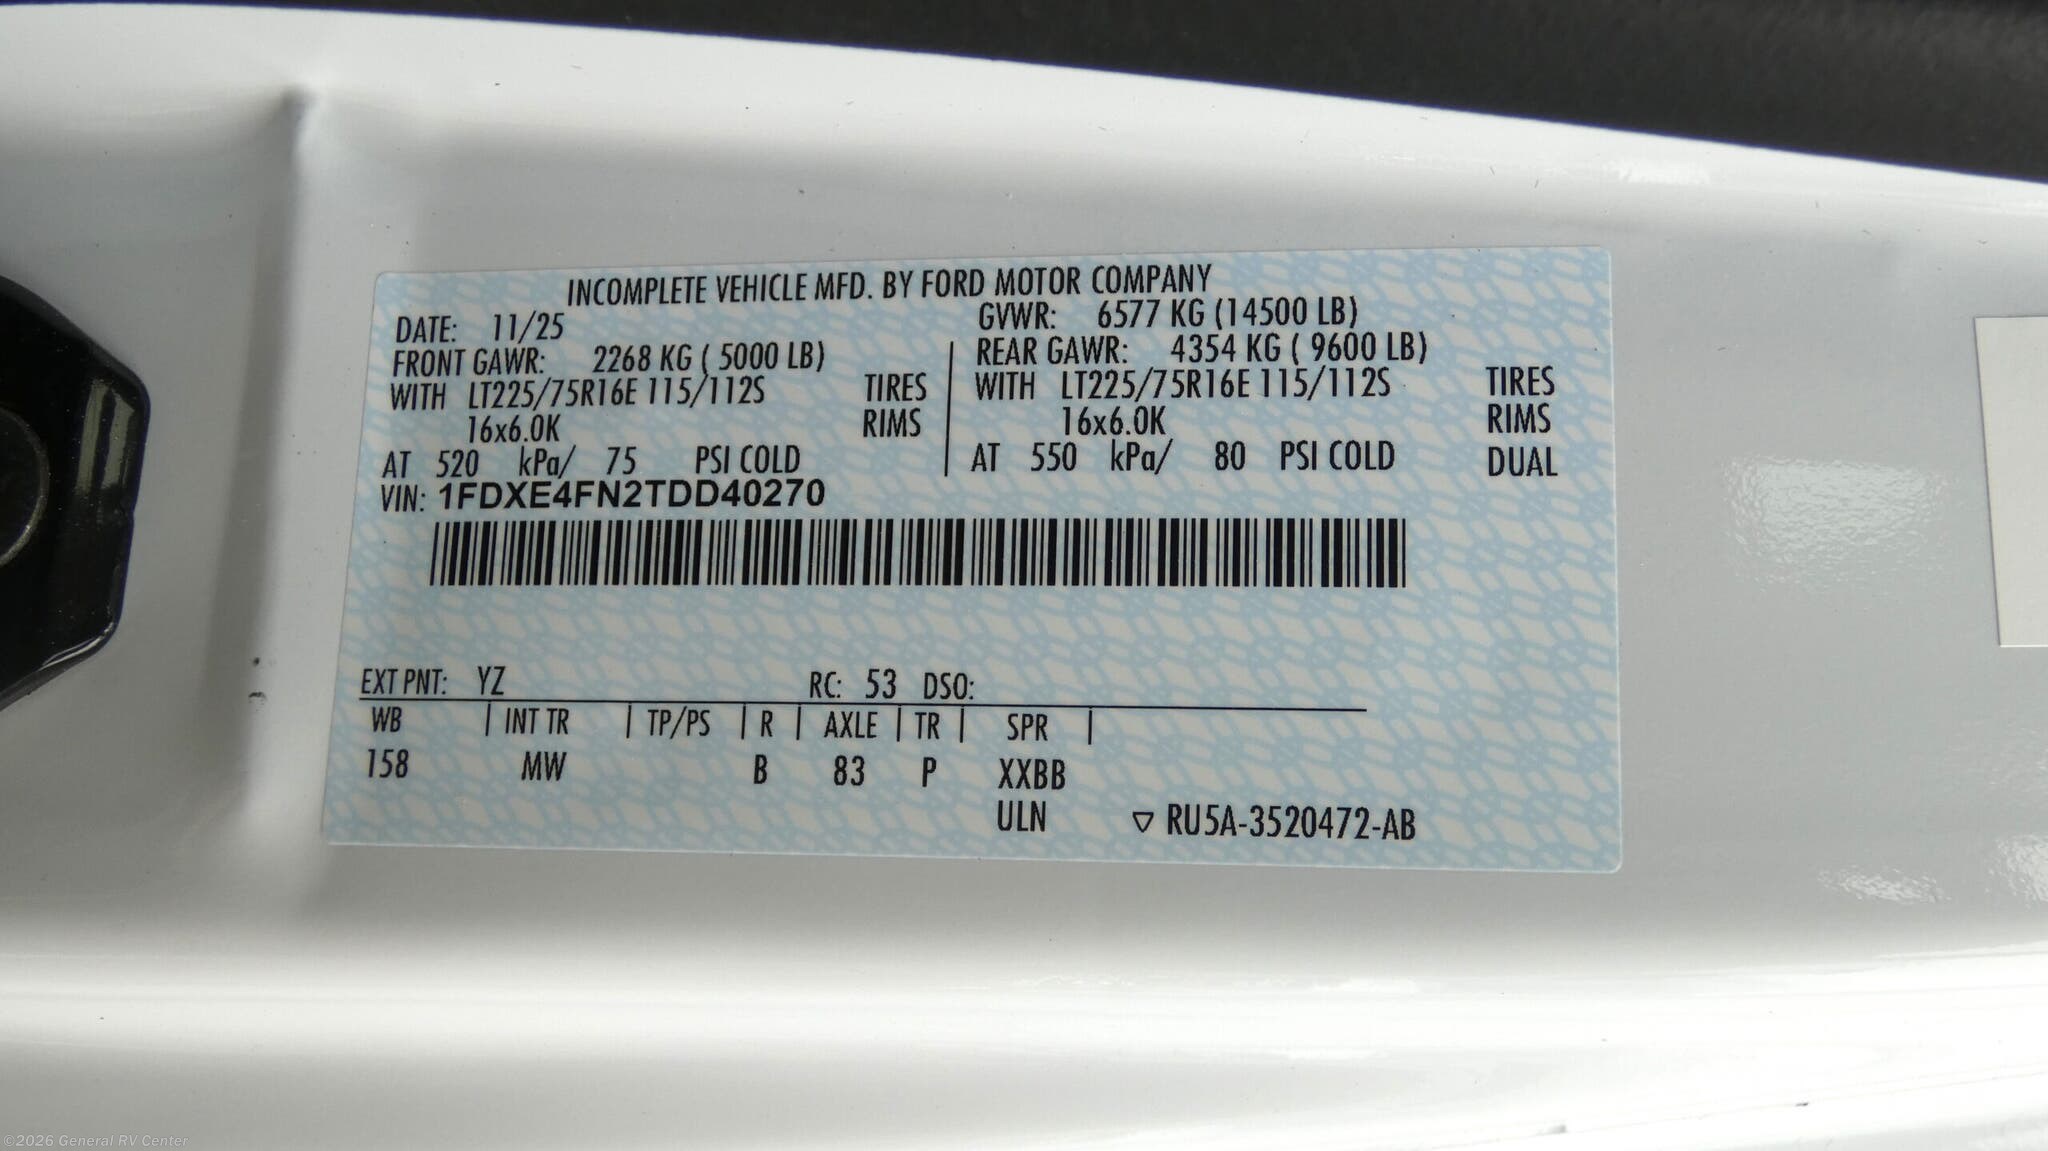 INCOMPLETE VEHICLE MFD. BY FORD MOTOR COMPANY
DATE: 11/25 GVWR: 6577 KG (14500 LB)
FRONT GAWR: 2268 KG ( 5000 LB) REAR GAWR: 4354 KG ( 9600 LB)
WITH LT225/75R16E 115/112S TIRES WITH LT225/75R16E 115/112S TIRES
16x6.0K RIMS 16x6.0K RIMS
AT 520 kPa/ 75 PSI COLD AT 550 kPa/ 80 PSI COLD DUAL
VIN: 1FDXE4FN2TDD40270
EXT PNT: YZ RC: 53 DSO:
WB | INT TR | TP/PS | R | AXLE | TR | SPR |
158 MW B 83 P XXBB
ULN ▽ RU5A-3520472-AB
©2026 General RV Center